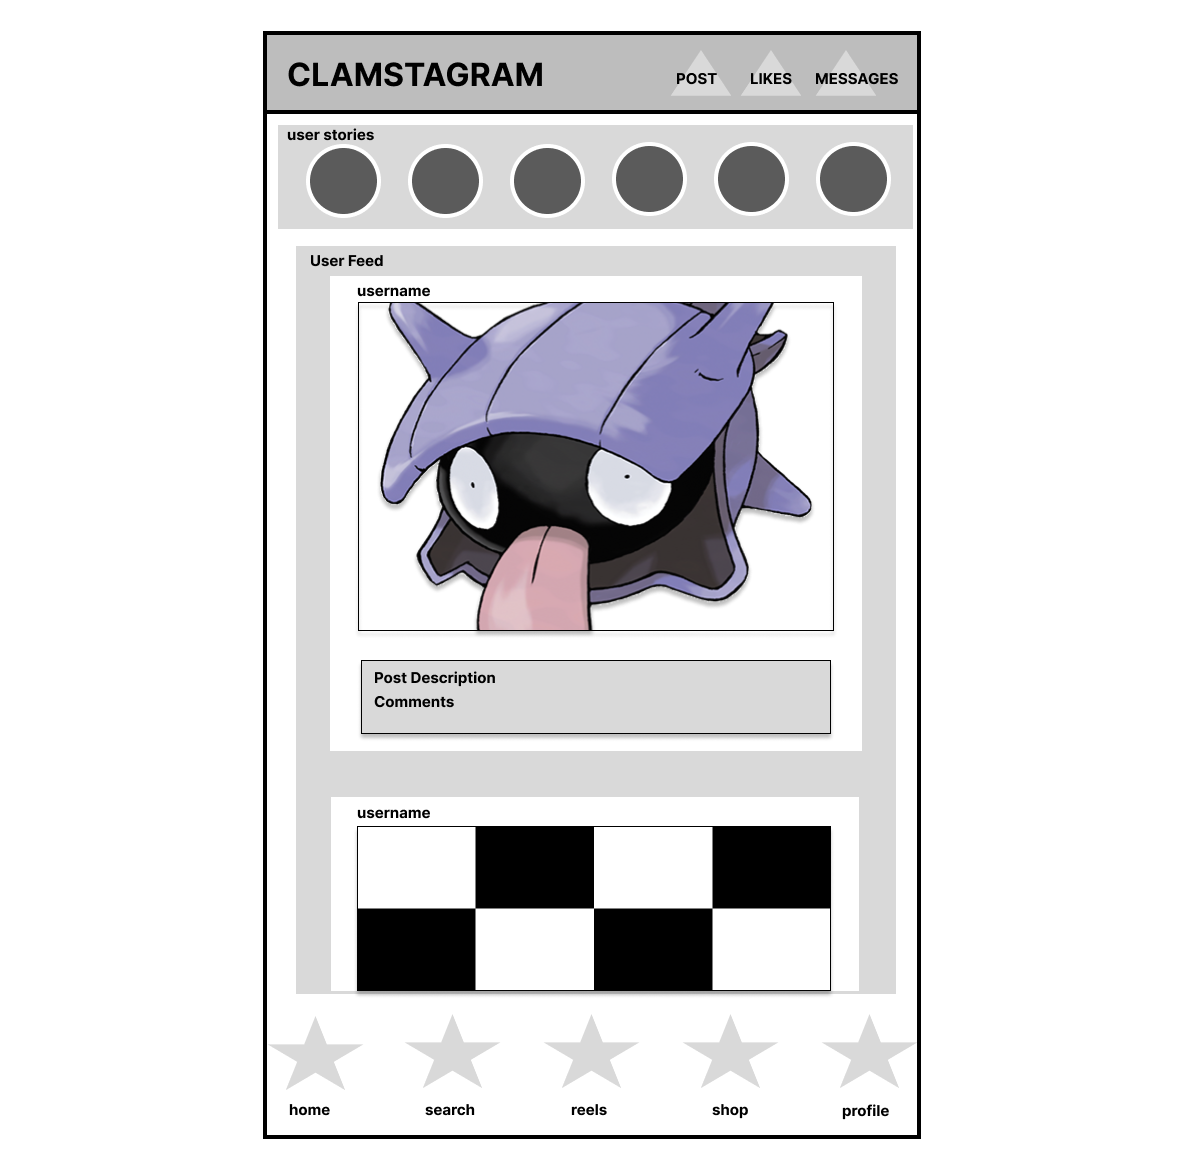 CLAMSTAGRAM
POST LIKES MESSAGES
user stories
User Feed
username
Post Description
Comments
username
home search reels shop profile